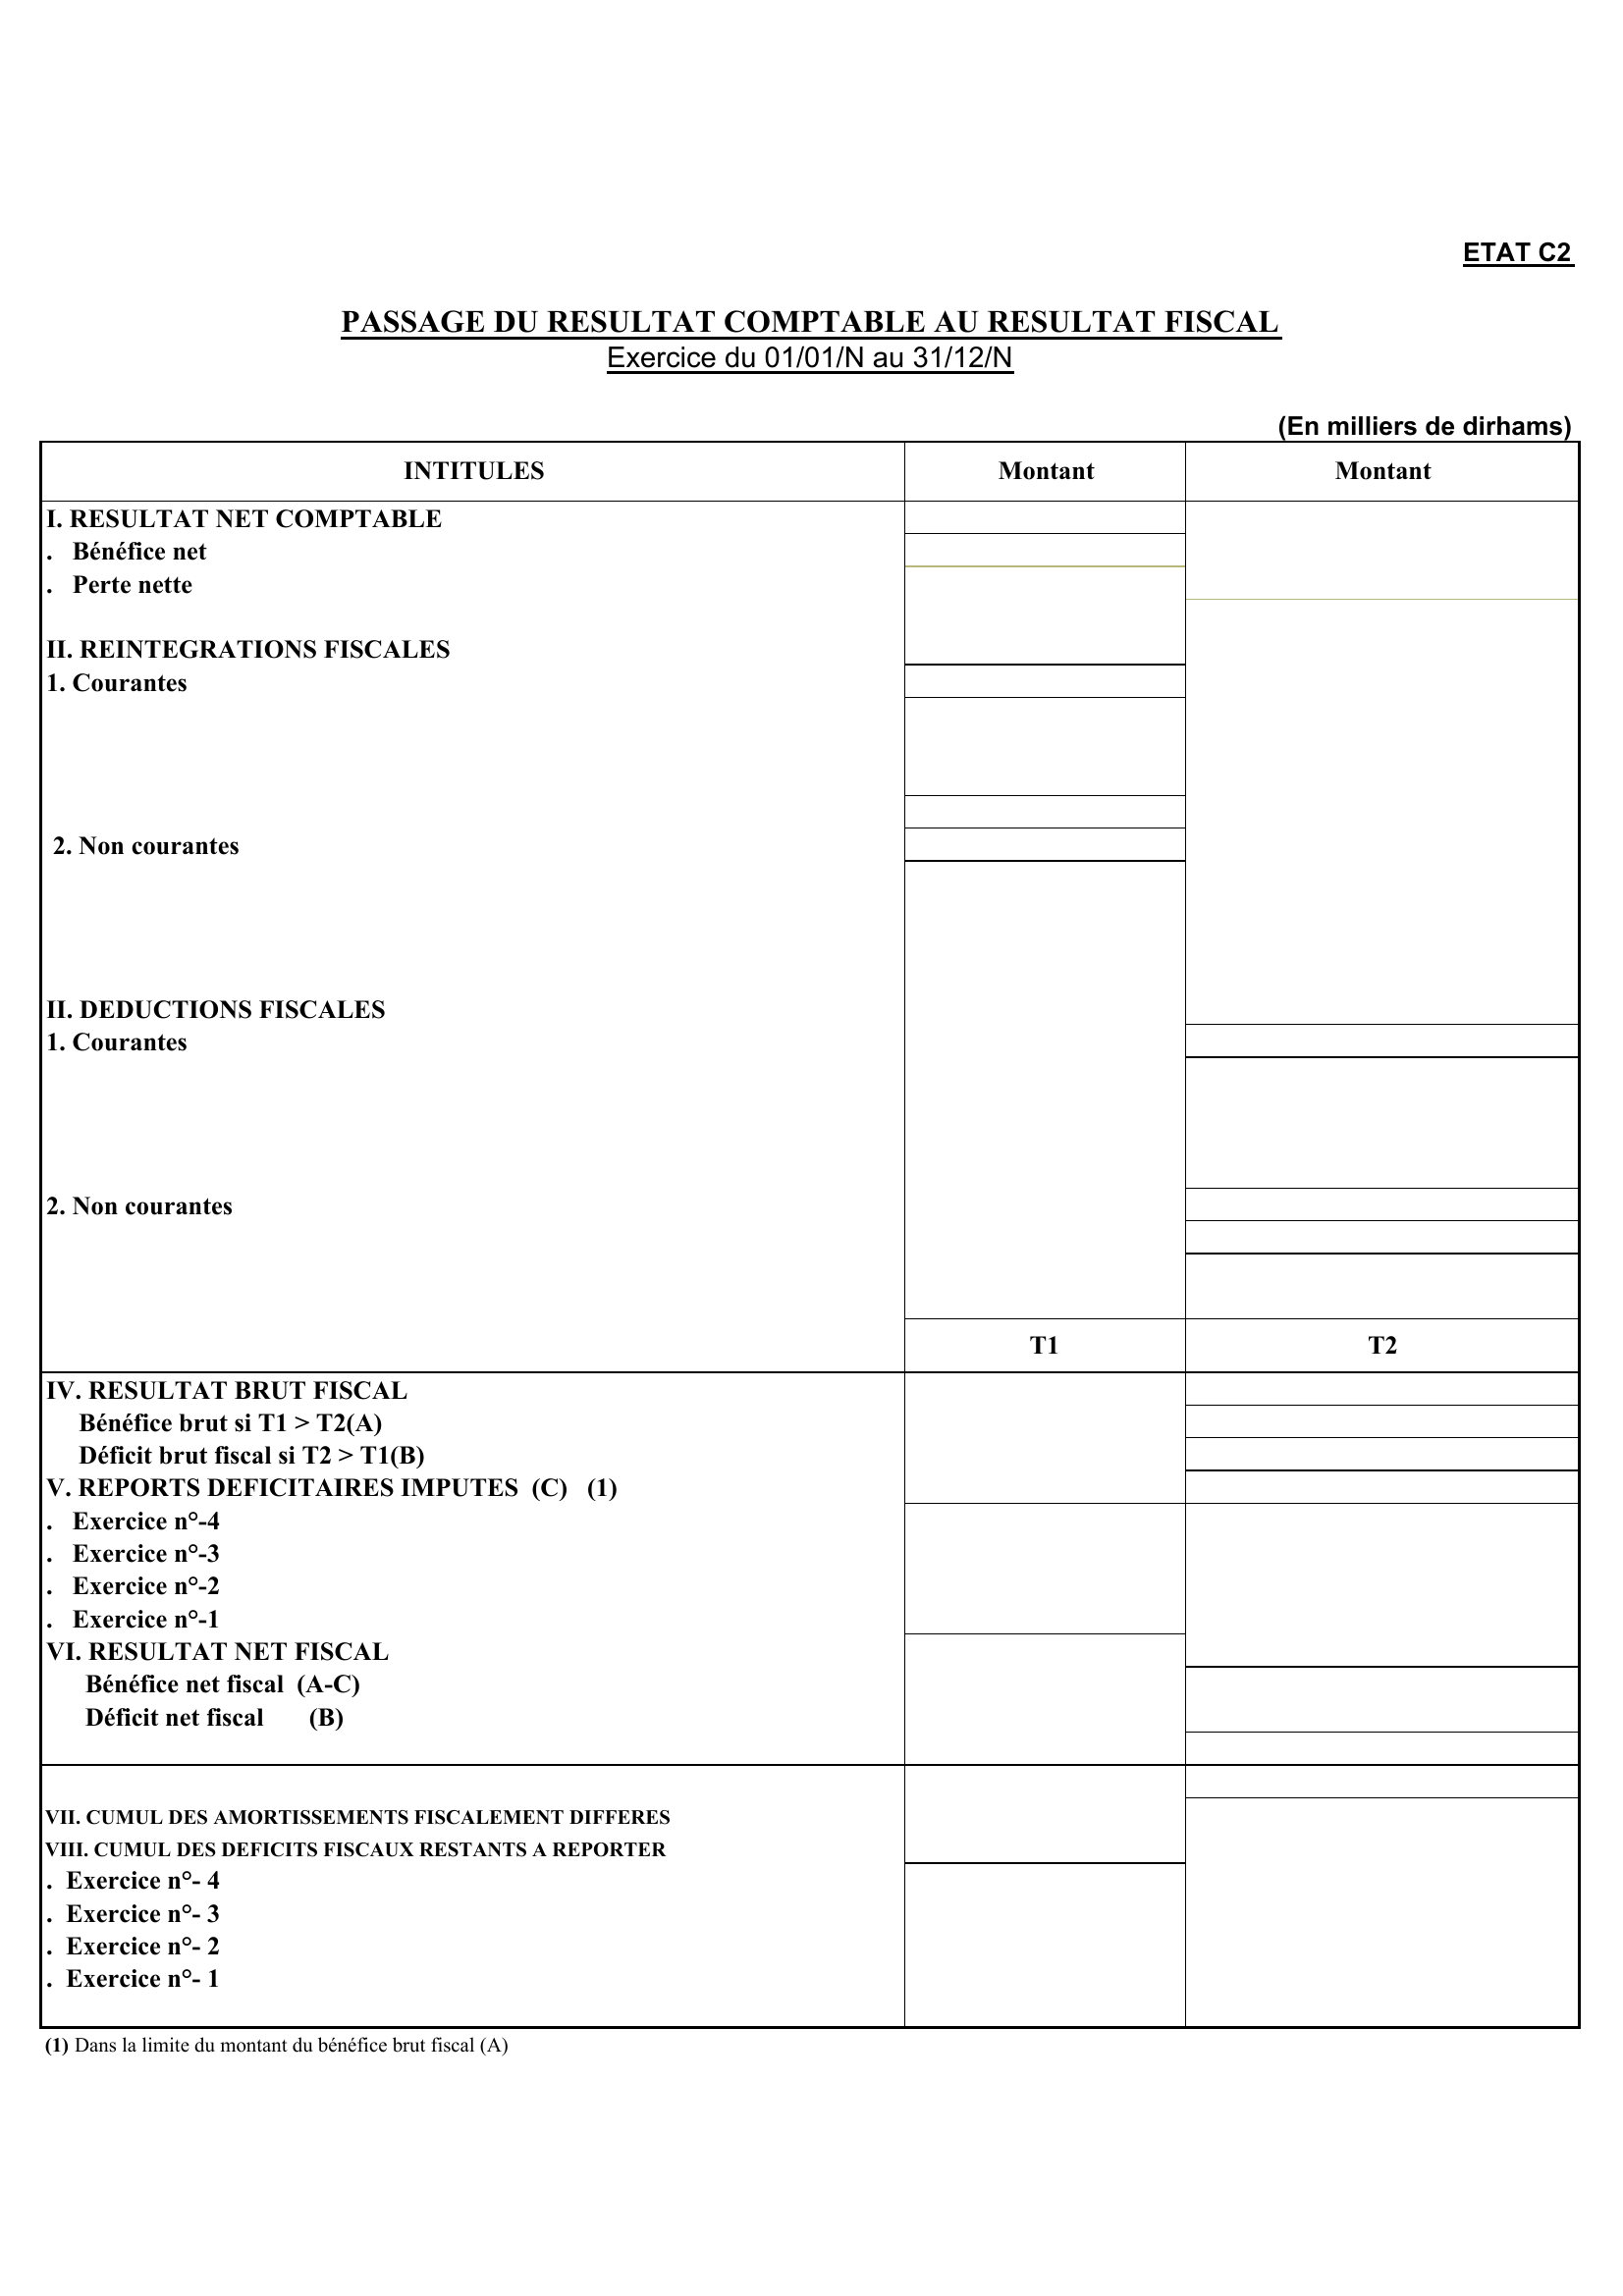 ETAT C2
PASSAGE DU RESULTAT COMPTABLE AU RESULTAT FISCAL
Exercice du 01/01/N au 31/12/N
(En milliers de dirhams)
INTITULES Montant Montant
I. RESULTAT NET COMPTABLE
. Bénéfice net
. Perte nette
II. REINTEGRATIONS FISCALES
1. Courantes
2. Non courantes
II. DEDUCTIONS FISCALES
1. Courantes
2. Non courantes
T1 T2
IV. RESULTAT BRUT FISCAL
Bénéfice brut si T1 > T2(A)
Déficit brut fiscal si T2 > T1(B)
V. REPORTS DEFICITAIRES IMPUTES (C) (1)
. Exercice n°-4
. Exercice n°-3
. Exercice n°-2
. Exercice n°-1
VI. RESULTAT NET FISCAL
Bénéfice net fiscal (A-C)
Déficit net fiscal (B)
VII. CUMUL DES AMORTISSEMENTS FISCALEMENT DIFFERES
VIII. CUMUL DES DEFICITS FISCAUX RESTANTS A REPORTER
. Exercice n°- 4
. Exercice n°- 3
. Exercice n°- 2
. Exercice n°- 1
(1) Dans la limite du montant du bénéfice brut fiscal (A)